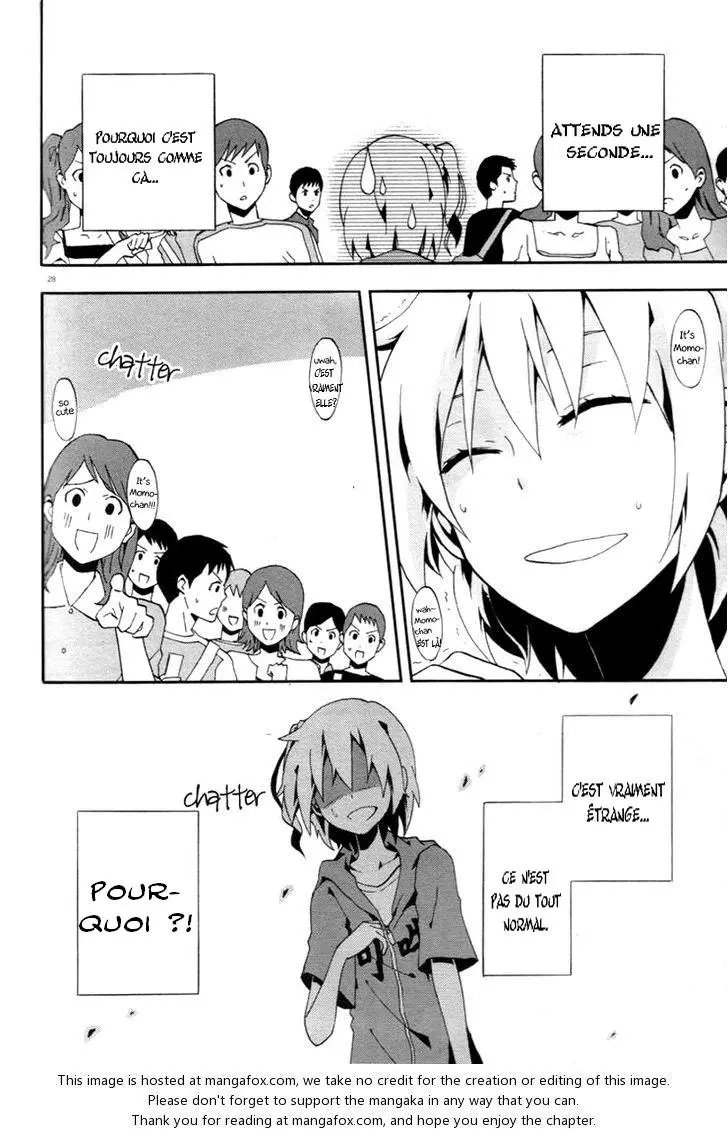 ATTENDS UNE
SECONDE...
POURQUOI C'EST
TOUJOURS COMME
ÇA...
28
It's
Momo-
chan!
wah-
Momo-
chan
EST LÀ!
uwah,
C'EST
VRAIMENT
ELLE?
chatter
so
cute
It's
Momo-
chan!!!
C'EST VRAIMENT
ÉTRANGE...
CE N'EST
PAS DU TOUT
NORMAL.
chatter
POUR-
QUOI ?!
This image is hosted at mangafox.com, we take no credit for the creation or editing of this image.
Please don't forget to support the mangaka in any way that you can.
Thank you for reading at mangafox.com, and hope you enjoy the chapter.